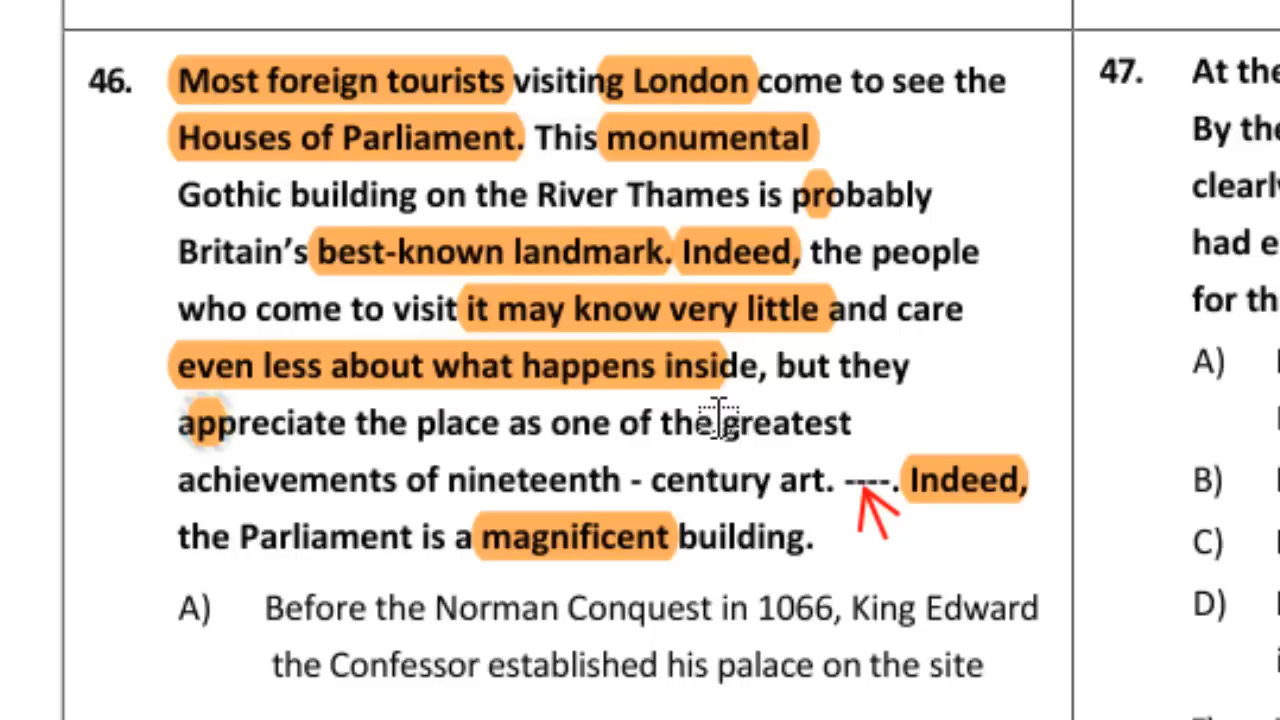 46. Most foreign tourists visiting London come to see the
Houses of Parliament. This monumental
Gothic building on the River Thames is probably
Britain's best-known landmark. Indeed, the people
who come to visit it may know very little and care
even less about what happens inside, but they
appreciate the place as one of the greatest
achievements of nineteenth - century art. ----. Indeed,
the Parliament is a magnificent building.
A) Before the Norman Conquest in 1066, King Edward
the Confessor established his palace on the site
47. At the
By the
clearly
had e
for th
A)
B)
C)
D)